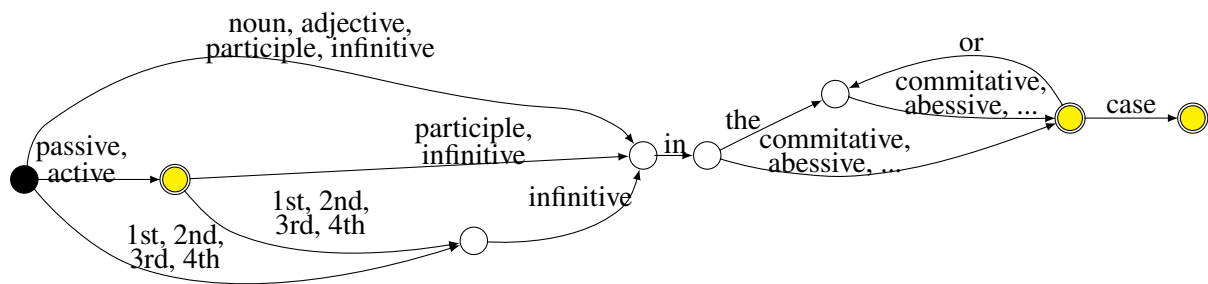 noun, adjective,
participle, infinitive
or
commitative,
abessive, ...
case
the
participle,
infinitive
in
commitative,
abessive, ...
passive,
active
infinitive
1st, 2nd,
3rd, 4th
1st, 2nd,
3rd, 4th